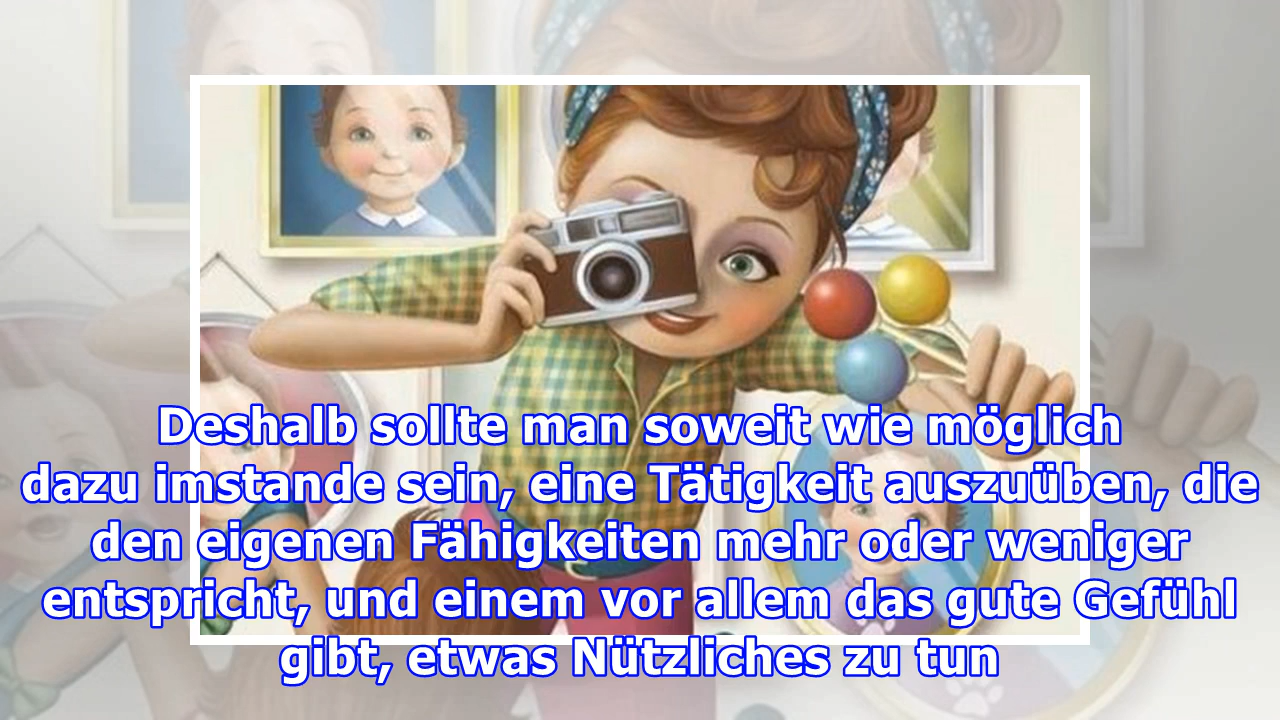 Deshalb sollte man soweit wie möglich
dazu imstande sein, eine Tätigkeit auszuüben, die
den eigenen Fähigkeiten mehr oder weniger
entspricht, und einem vor allem das gute Gefühl
gibt, etwas Nützliches zu tun